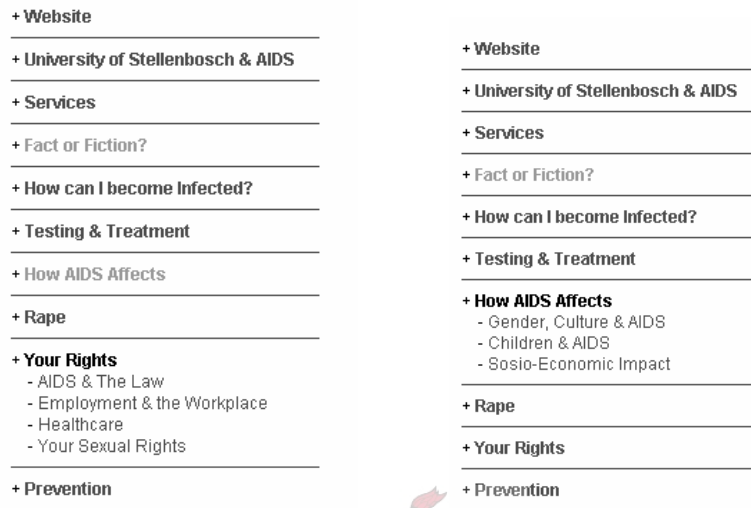 + Website
+ University of Stellenbosch & AIDS
+ Services
+ Fact or Fiction?
+ How can I become Infected?
+ Testing & Treatment
+ How AIDS Affects
+ Rape
+ Your Rights
- AIDS & The Law
- Employment & the Workplace
- Healthcare
- Your Sexual Rights
+ Prevention
+ Website
+ University of Stellenbosch & AIDS
+ Services
+ Fact or Fiction?
+ How can I become Infected?
+ Testing & Treatment
+ How AIDS Affects
- Gender, Culture & AIDS
- Children & AIDS
- Sosio-Economic Impact
+ Rape
+ Your Rights
+ Prevention